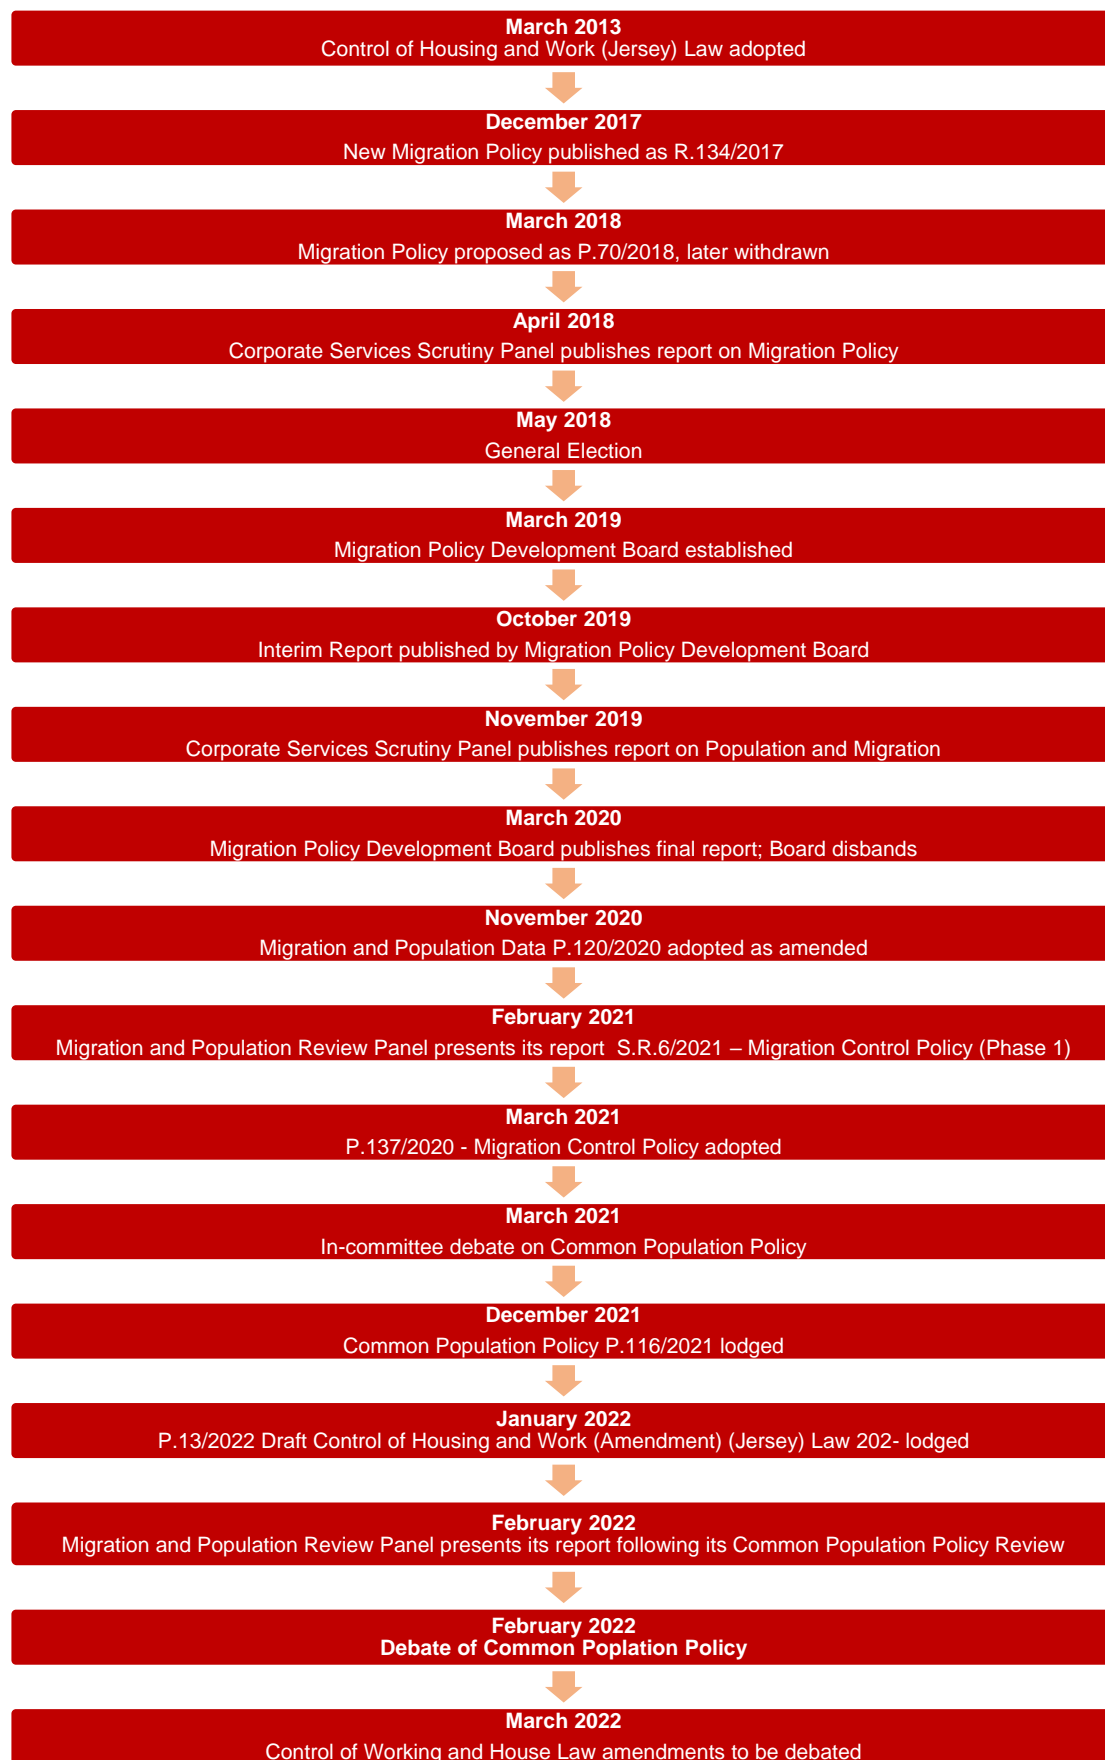 March 2013
Control of Housing and Work (Jersey) Law adopted
December 2017
New Migration Policy published as R.134/2017
March 2018
Migration Policy proposed as P.70/2018, later withdrawn
April 2018
Corporate Services Scrutiny Panel publishes report on Migration Policy
May 2018
General Election
March 2019
Migration Policy Development Board established
October 2019
Interim Report published by Migration Policy Development Board
November 2019
Corporate Services Scrutiny Panel publishes report on Population and Migration
March 2020
Migration Policy Development Board publishes final report; Board disbands
November 2020
Migration and Population Data P.120/2020 adopted as amended
February 2021
Migration and Population Review Panel presents its report S.R.6/2021 – Migration Control Policy (Phase 1)
March 2021
P.137/2020 - Migration Control Policy adopted
March 2021
In-committee debate on Common Population Policy
December 2021
Common Population Policy P.116/2021 lodged
January 2022
P.13/2022 Draft Control of Housing and Work (Amendment) (Jersey) Law 202- lodged
February 2022
Migration and Population Review Panel presents its report following its Common Population Policy Review
February 2022
Debate of Common Poplation Policy
March 2022
Control of Working and House Law amendments to be debated